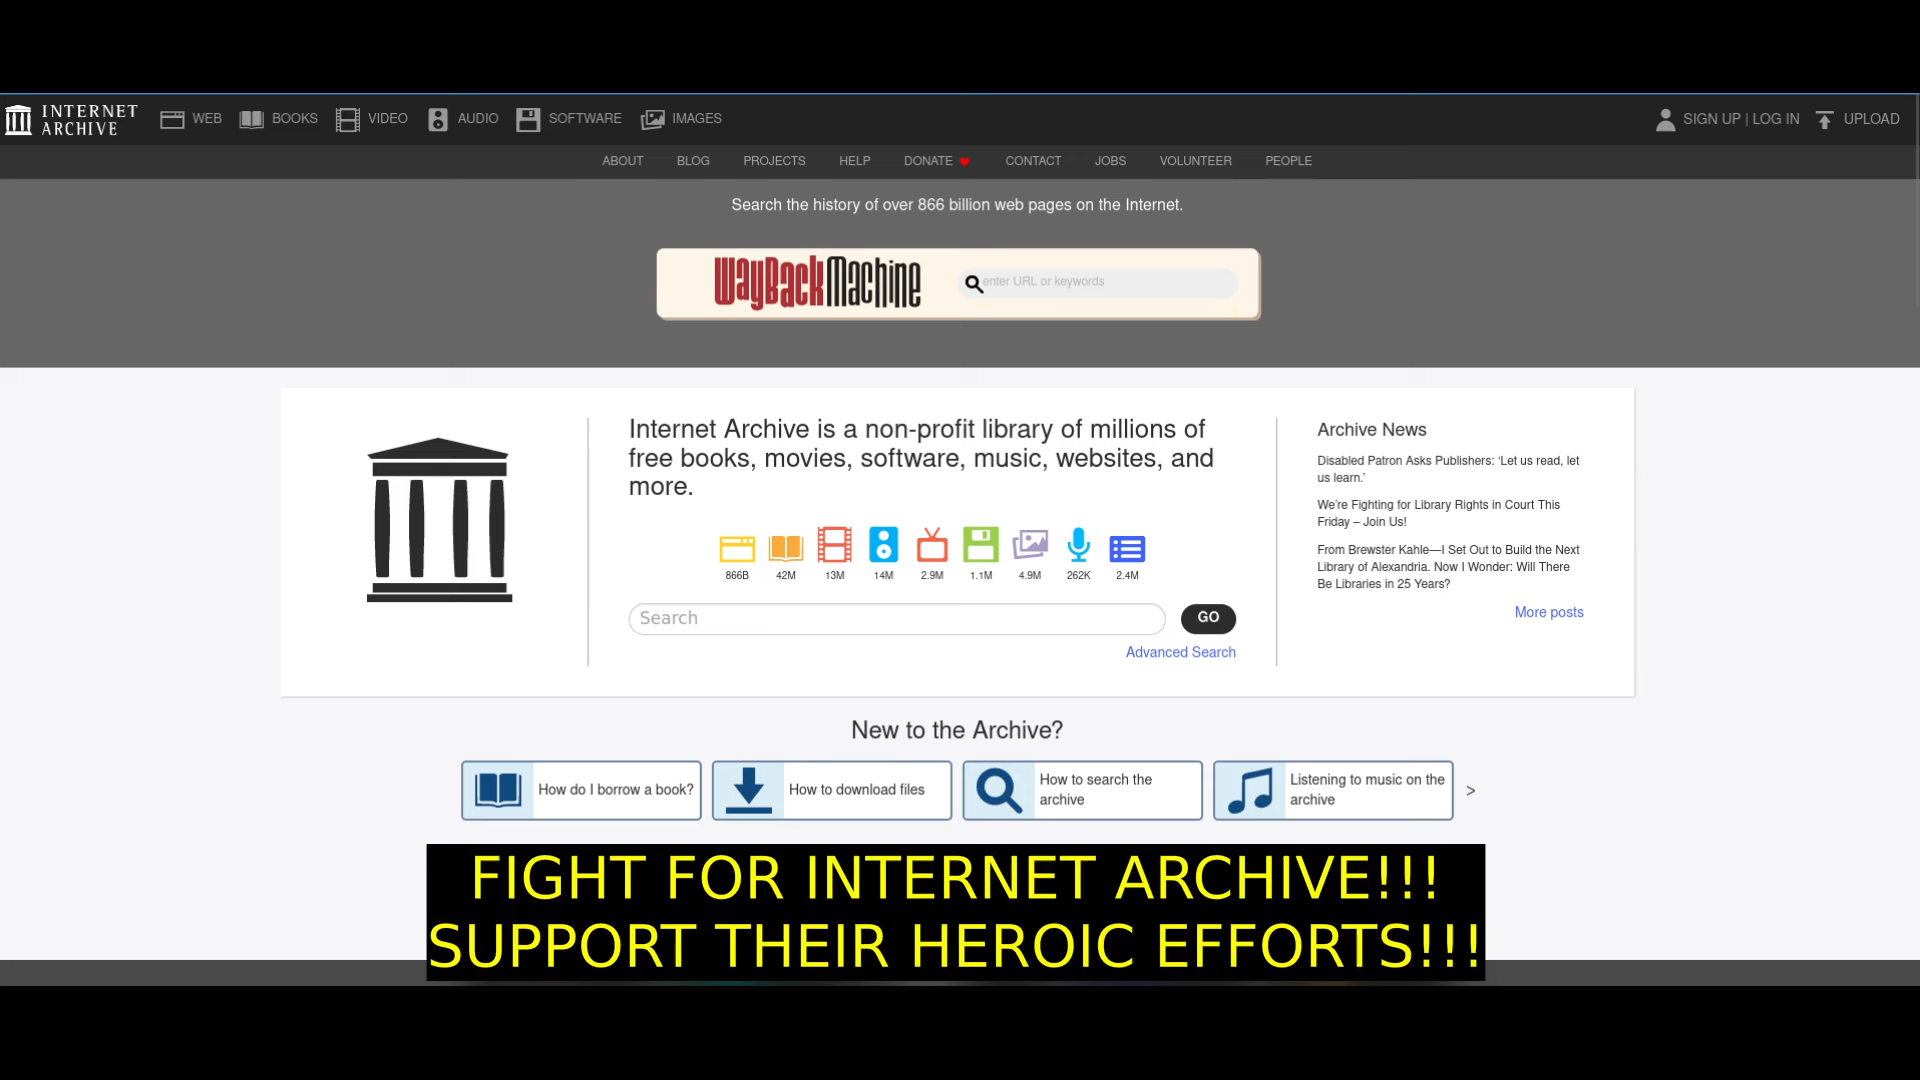 INTERNET
ARCHIVE
WEB BOOKS VIDEO AUDIO SOFTWARE IMAGES
SIGN UP | LOG IN UPLOAD
ABOUT BLOG PROJECTS HELP DONATE CONTACT JOBS VOLUNTEER PEOPLE
Search the history of over 866 billion web pages on the Internet.
WayBackMachine
enter URL or keywords
Internet Archive is a non-profit library of millions of
free books, movies, software, music, websites, and
more.
866B 42M 13M 14M 2.9M 1.1M 4.9M 262K 2.4M
Search
GO
Advanced Search
Archive News
Disabled Patron Asks Publishers: ‘Let us read, let
us learn.’
We’re Fighting for Library Rights in Court This
Friday – Join Us!
From Brewster Kahle—I Set Out to Build the Next
Library of Alexandria. Now I Wonder: Will There
Be Libraries in 25 Years?
More posts
New to the Archive?
How do I borrow a book?
How to download files
How to search the
archive
Listening to music on the
archive
>
FIGHT FOR INTERNET ARCHIVE!!!
SUPPORT THEIR HEROIC EFFORTS!!!